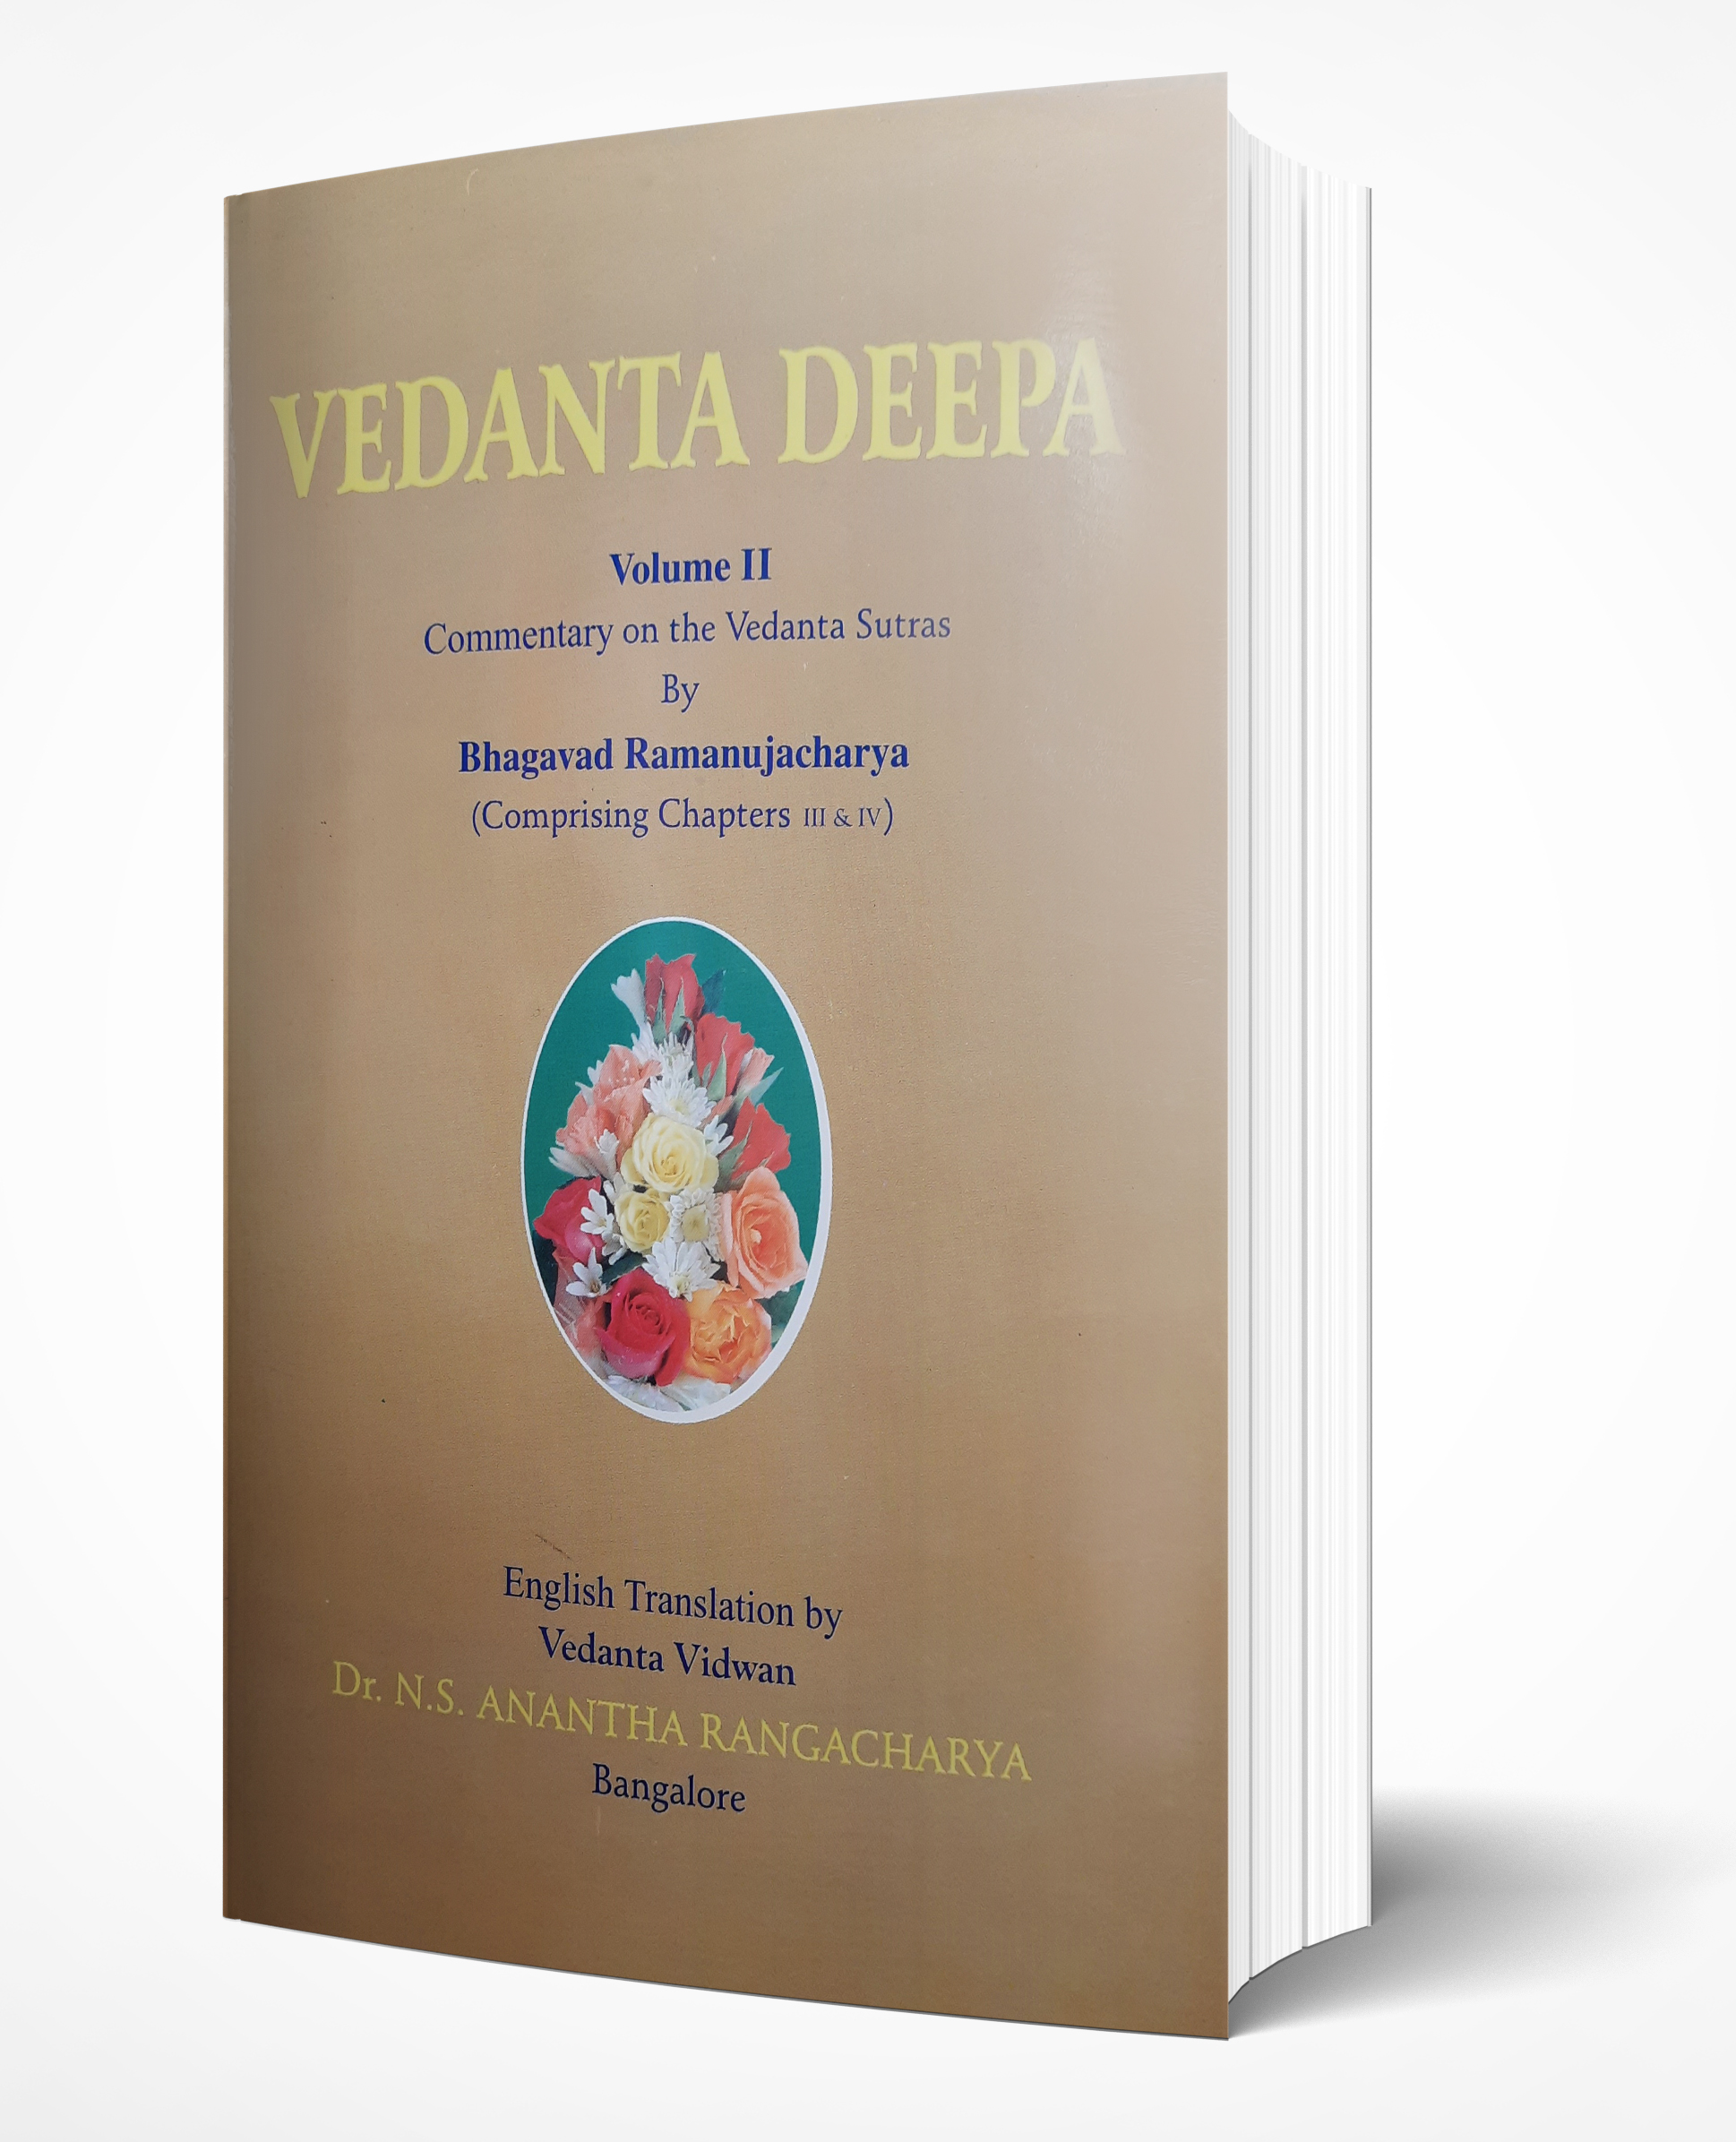 VEDANTA DEEPA
Volume II
Commentary on the Vedanta Sutras
By
Bhagavad Ramanujacharya
(Comprising Chapters III & IV)
English Translation by
Vedanta Vidwan
Dr. N.S. ANANTHA RANGACHARYA
Bangalore